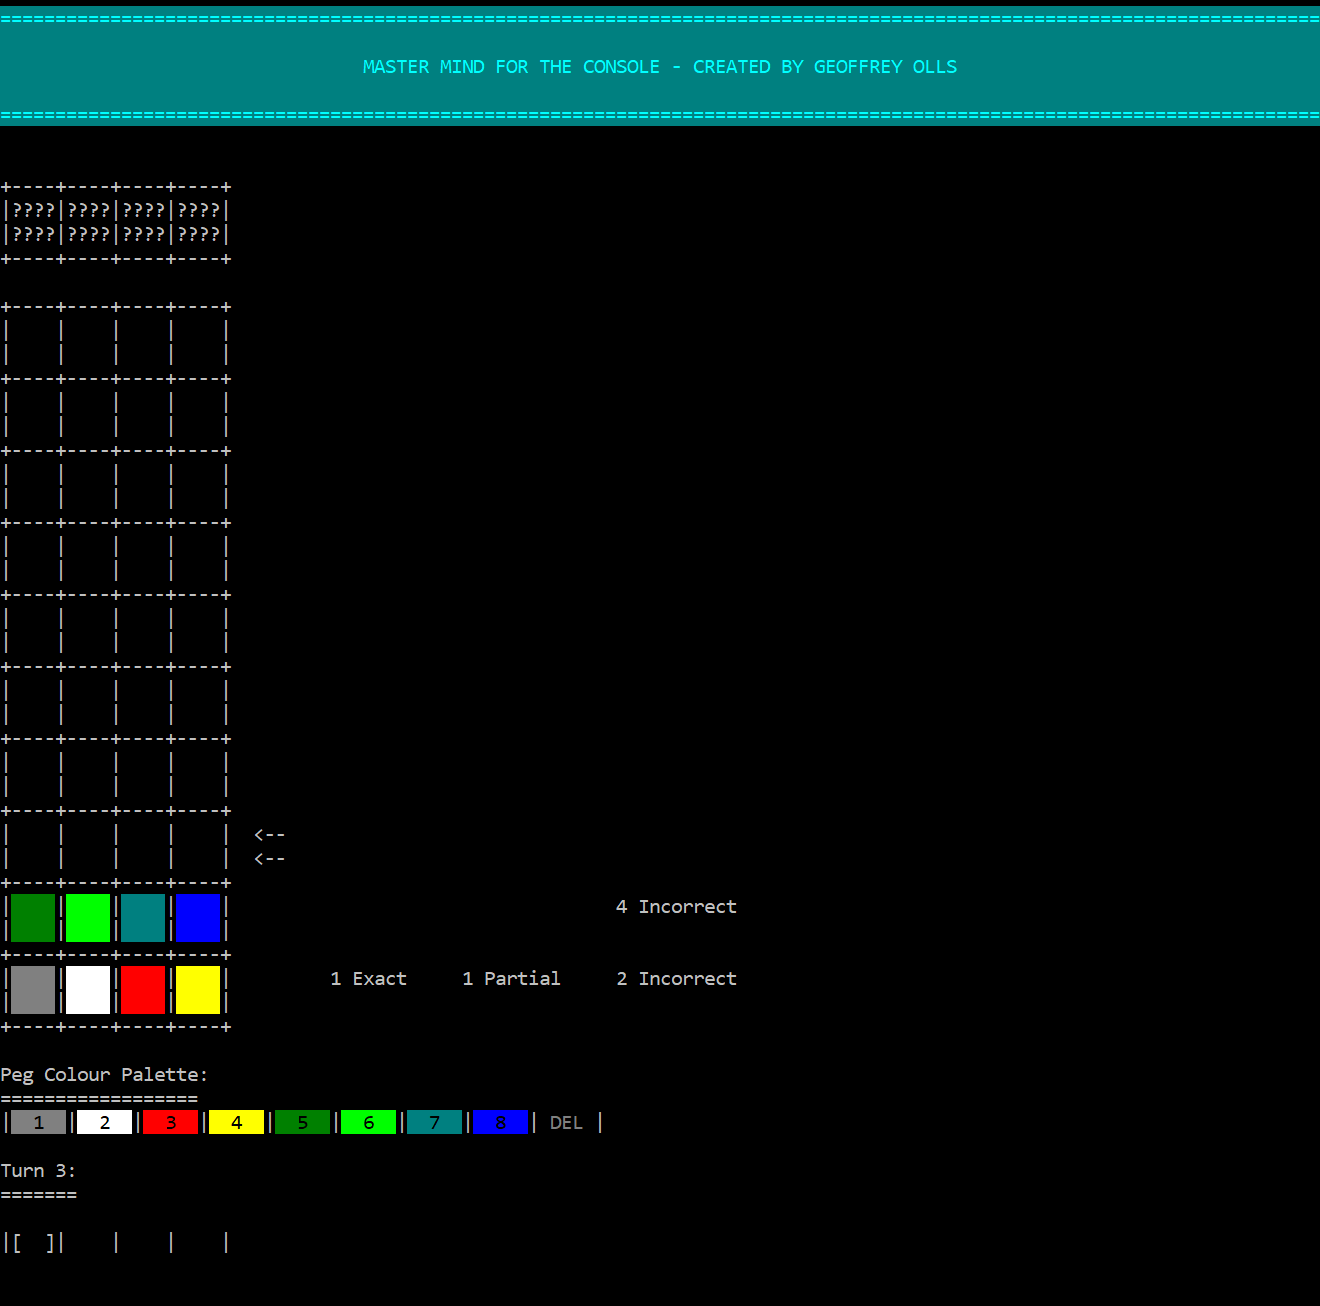 ========================================================================================================================
MASTER MIND FOR THE CONSOLE - CREATED BY GEOFFREY OLLS
========================================================================================================================
+----+----+----+----+
|????|????|????|????|
|????|????|????|????|
+----+----+----+----+
+----+----+----+----+
|    |    |    |    |
|    |    |    |    |
+----+----+----+----+
|    |    |    |    |
|    |    |    |    |
+----+----+----+----+
|    |    |    |    |
|    |    |    |    |
+----+----+----+----+
|    |    |    |    |
|    |    |    |    |
+----+----+----+----+
|    |    |    |    |
|    |    |    |    |
+----+----+----+----+
|    |    |    |    |
|    |    |    |    |
+----+----+----+----+
|    |    |    |    |
|    |    |    |    |
+----+----+----+----+
|    |    |    |    |  <--
|    |    |    |    |  <--
+----+----+----+----+
|    |    |    |    |                                   4 Incorrect
|    |    |    |    |
+----+----+----+----+
|    |    |    |    |         1 Exact     1 Partial     2 Incorrect
|    |    |    |    |
+----+----+----+----+
Peg Colour Palette:
==================
|  1  |  2  |  3  |  4  |  5  |  6  |  7  |  8  | DEL |
Turn 3:
=======
|[  ]|    |    |    |